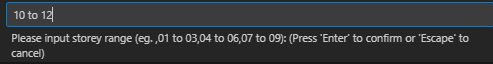 10 to 12
Please input storey range (eg. ,01 to 03,04 to 06,07 to 09): (Press 'Enter' to confirm or 'Escape' to
cancel)